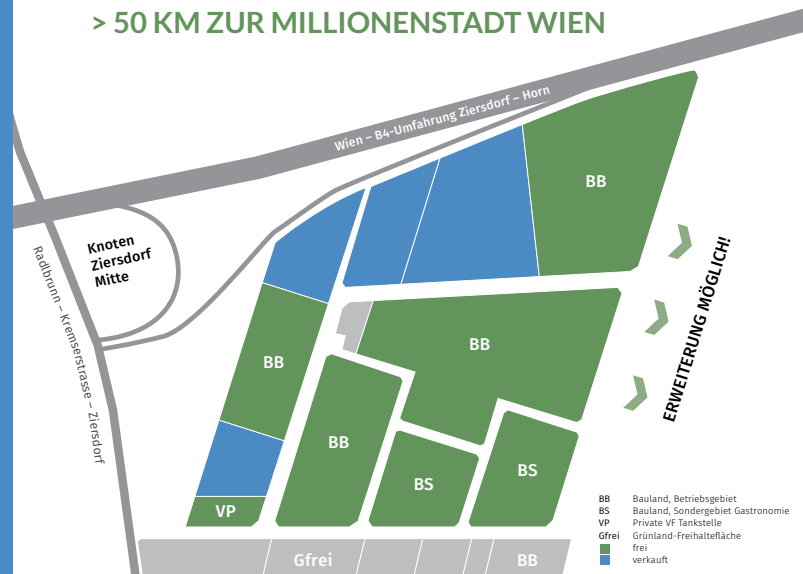 > 50 KM ZUR MILLIONENSTADT WIEN
Wien – B4-Umfahrung Ziersdorf – Horn
BB
Knoten
Ziersdorf
Mitte
Radlbrunn – Kremserstrasse – Ziersdorf
ERWEITERUNG MÖGLICH!
BB
BB
BB
BS
BS
VP
Gfrei
BB
BB Bauland, Betriebsgebiet
BS Bauland, Sondergebiet Gastronomie
VP Private VF Tankstelle
Gfrei Grünland-Freihaltefläche
frei
verkauft